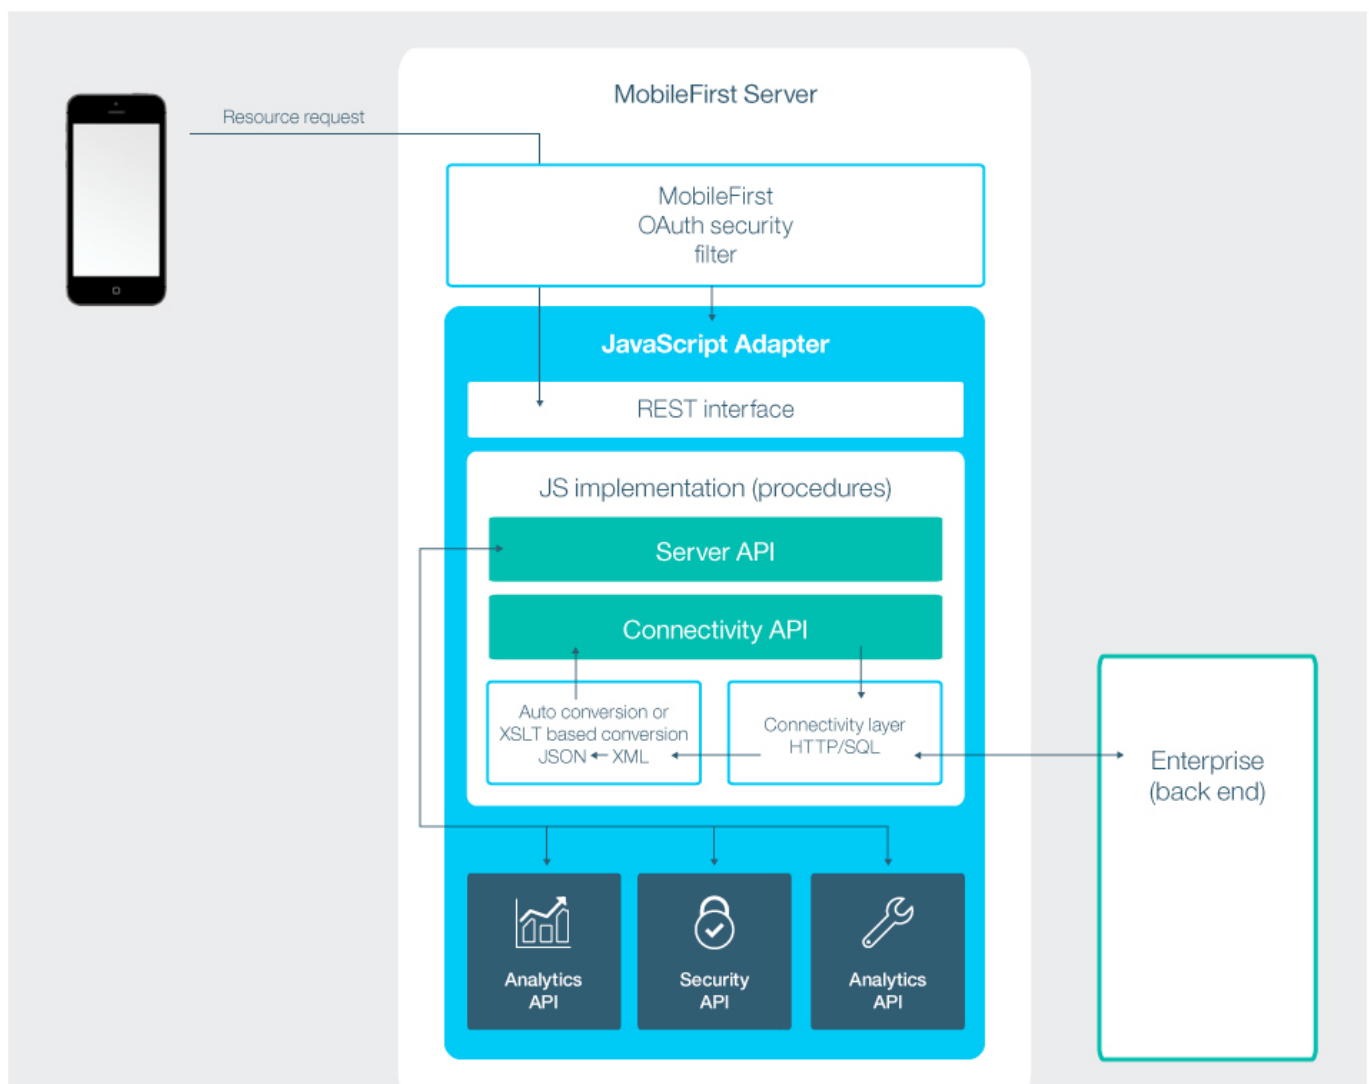 MobileFirst Server
Resource request
MobileFirst
OAuth security
filter
JavaScript Adapter
REST interface
JS implementation (procedures)
Server API
Connectivity API
Auto conversion or
XSLT based conversion
JSON ← XML
Connectivity layer
HTTP/SQL
Enterprise
(back end)
Analytics
API
Security
API
Analytics
API